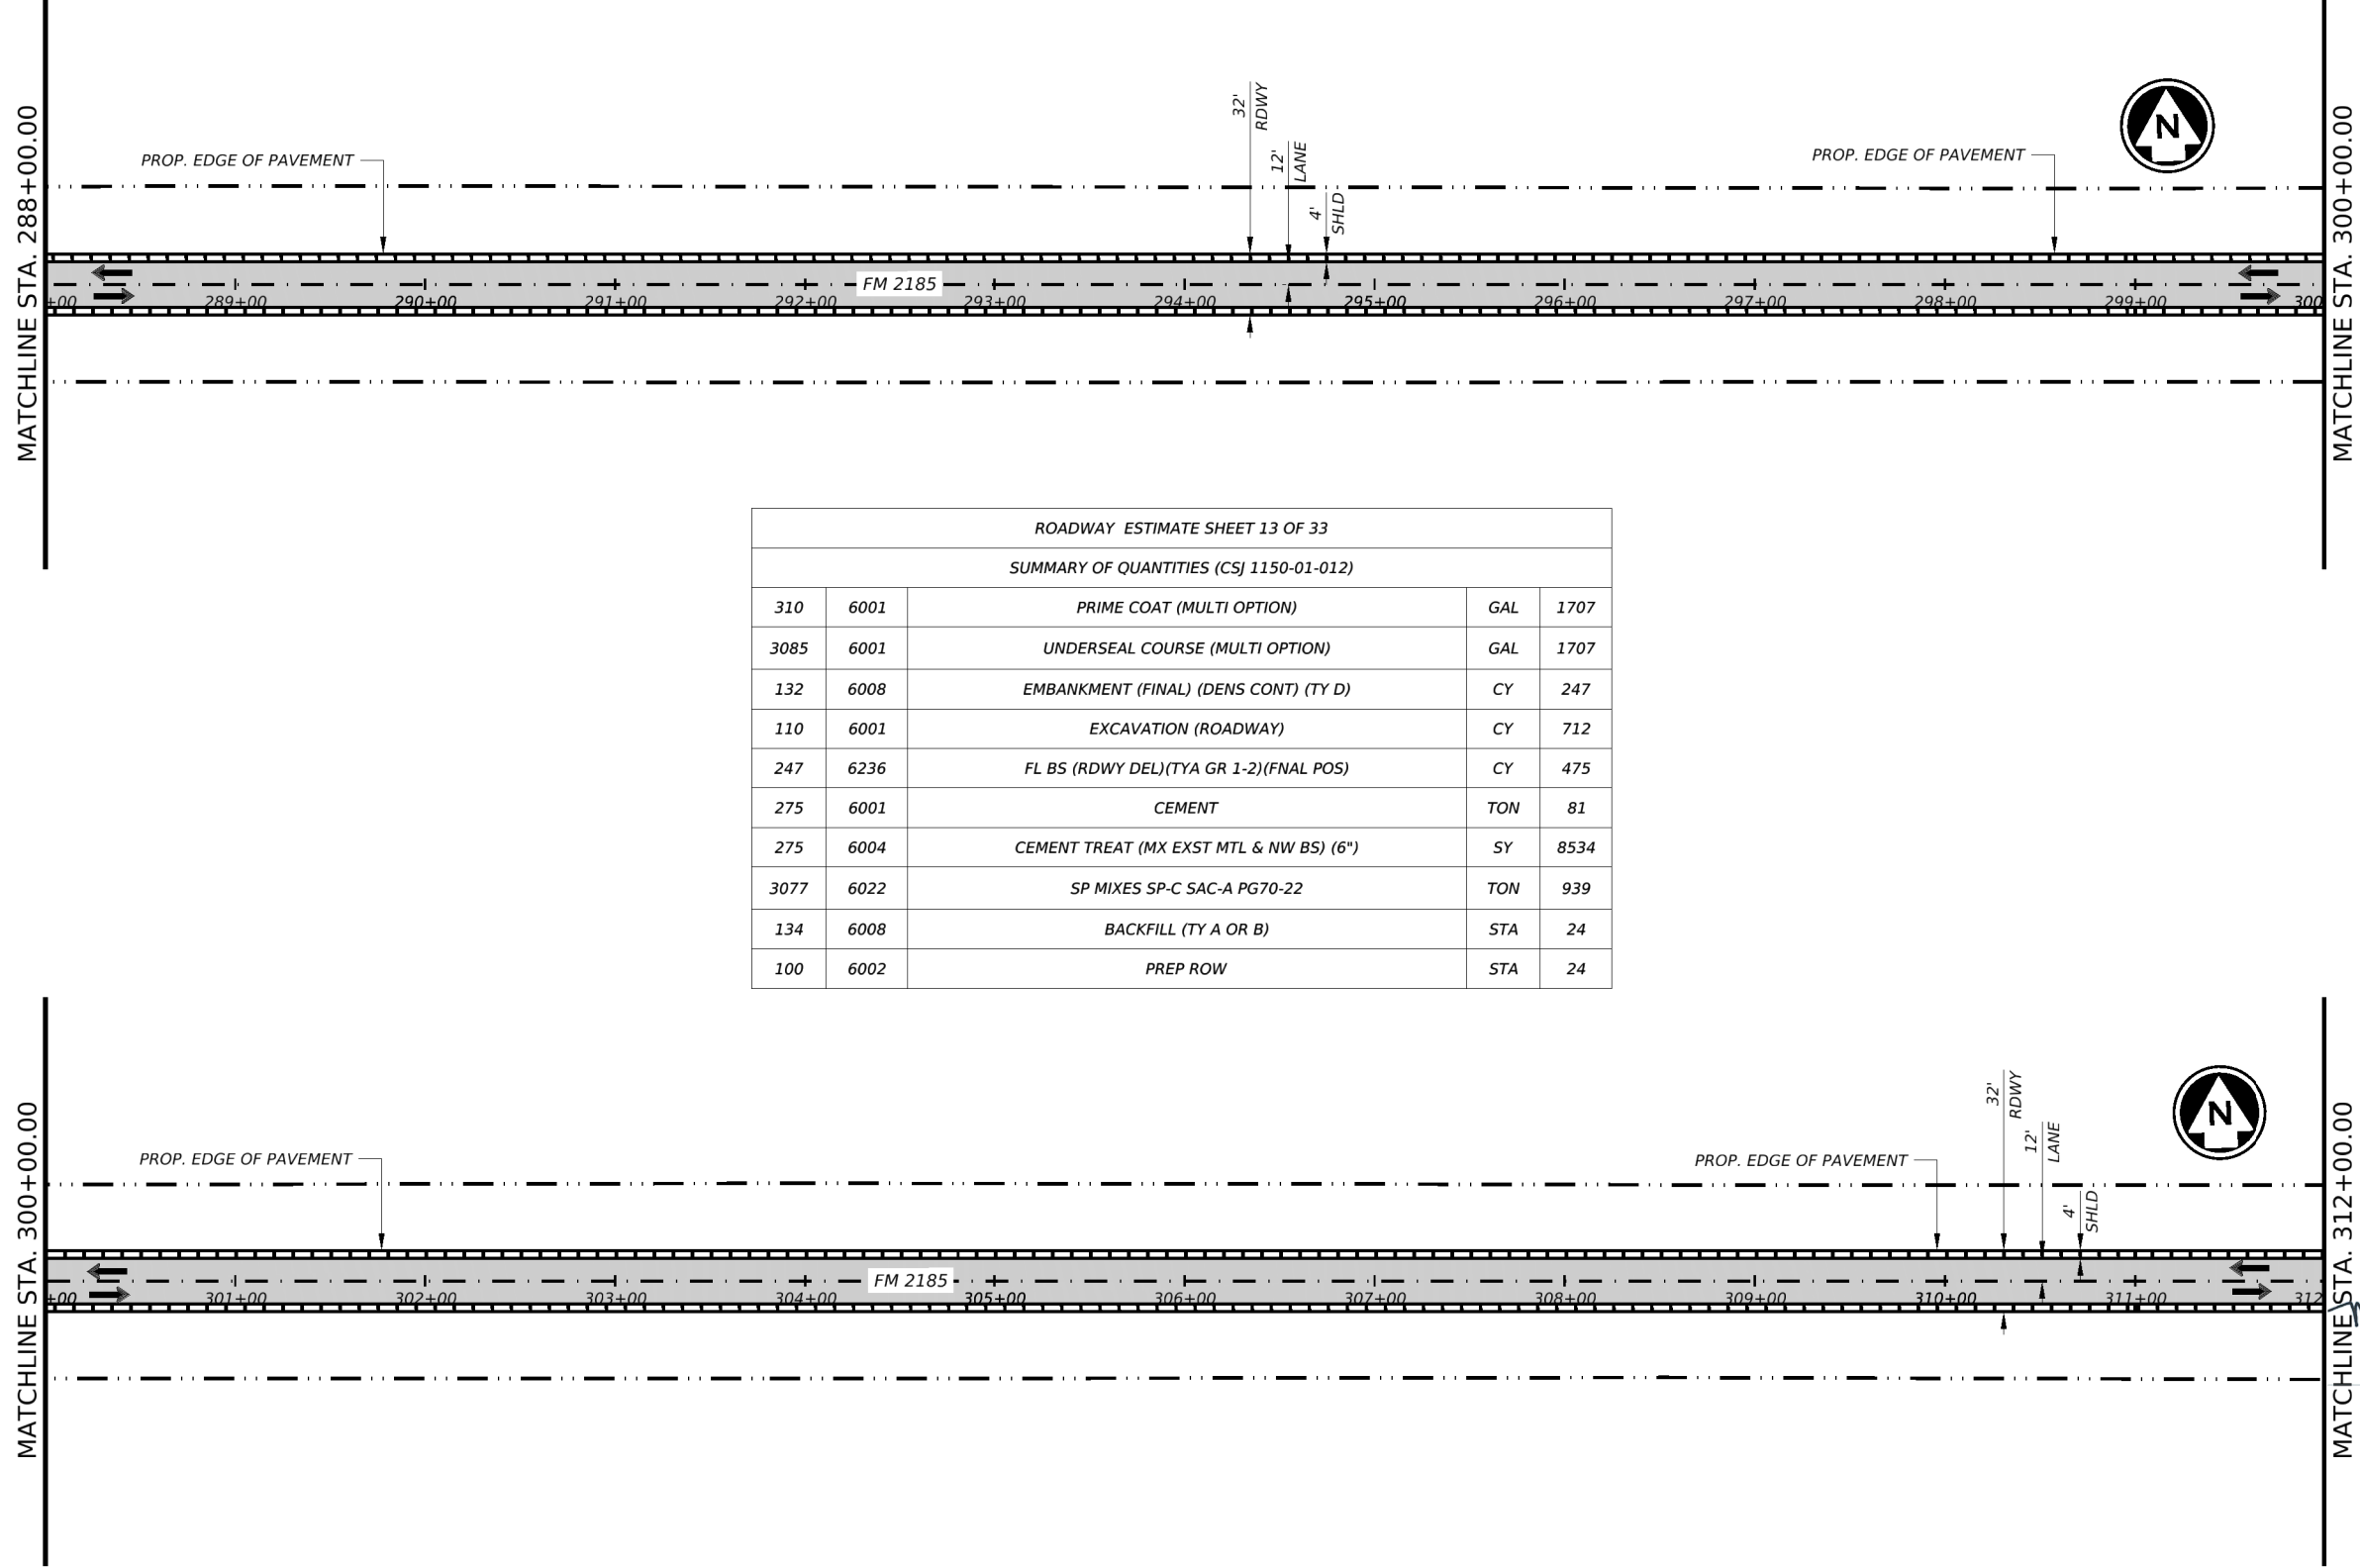 MATCHLINE STA. 288+00.00
32'
RDWY
12'
LANE
4'
SHLD
PROP. EDGE OF PAVEMENT
PROP. EDGE OF PAVEMENT
N
MATCHLINE STA. 300+00.00
FM 2185
+00 289+00 290+00 291+00 292+00 293+00 294+00 295+00 296+00 297+00 298+00 299+00 300
ROADWAY ESTIMATE SHEET 13 OF 33
SUMMARY OF QUANTITIES (CSJ 1150-01-012)
310 6001 PRIME COAT (MULTI OPTION) GAL 1707
3085 6001 UNDERSEAL COURSE (MULTI OPTION) GAL 1707
132 6008 EMBANKMENT (FINAL) (DENS CONT) (TY D) CY 247
110 6001 EXCAVATION (ROADWAY) CY 712
247 6236 FL BS (RDWY DEL)(TYA GR 1-2)(FNAL POS) CY 475
275 6001 CEMENT TON 81
275 6004 CEMENT TREAT (MX EXST MTL & NW BS) (6") SY 8534
3077 6022 SP MIXES SP-C SAC-A PG70-22 TON 939
134 6008 BACKFILL (TY A OR B) STA 24
100 6002 PREP ROW STA 24
MATCHLINE STA. 300+00.00
32'
RDWY
12'
LANE
4'
SHLD
PROP. EDGE OF PAVEMENT
PROP. EDGE OF PAVEMENT
N
MATCHLINE STA. 312+00.00
FM 2185
+00 301+00 302+00 303+00 304+00 305+00 306+00 307+00 308+00 309+00 310+00 311+00 312